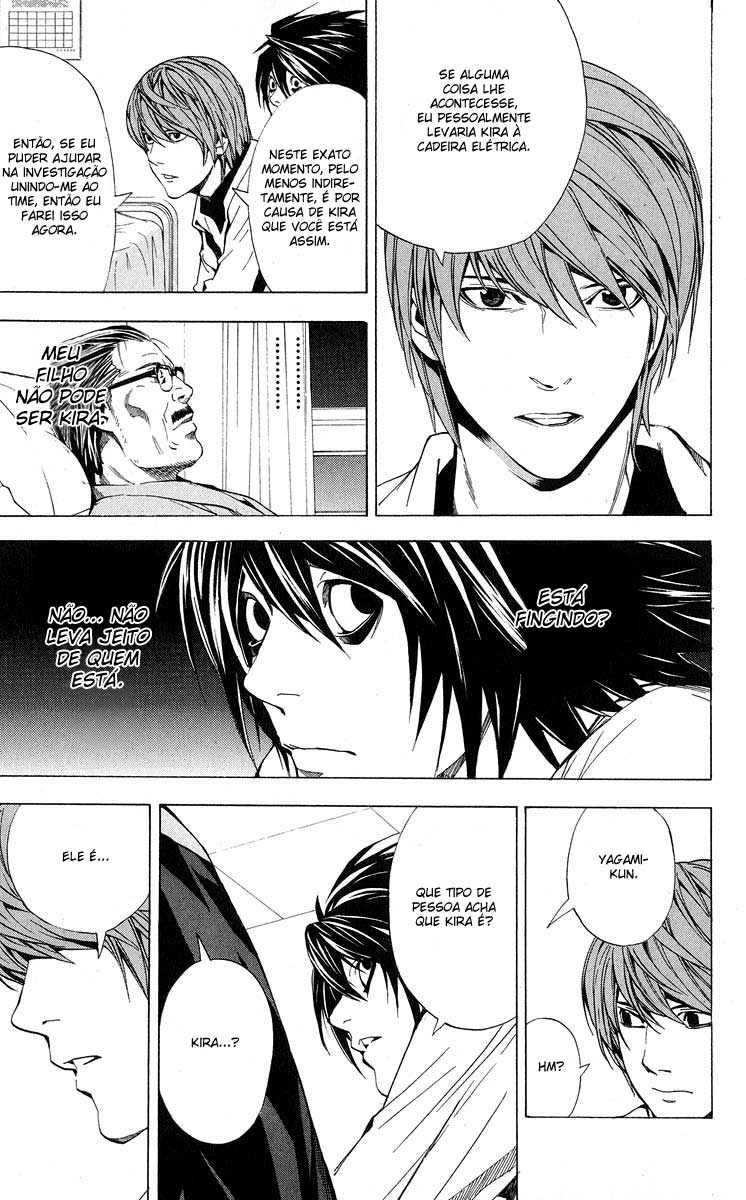 SE ALGUMA
COISA LHE
ACONTECESSE,
EU PESSOALMENTE
LEVARIA KIRA À
CADEIRA ELÉTRICA.
NESTE EXATO
MOMENTO, PELO
MENOS INDIRE-
TAMENTE, É POR
CAUSA DE KIRA
QUE VOCÊ ESTÁ
ASSIM.
ENTÃO, SE EU
PUDER AJUDAR
NA INVESTIGAÇÃO
UNINDO-ME AO
TIME, ENTÃO EU
FAREI ISSO
AGORA.
MEU
FILHO
NÃO PODE
SER KIRA.
ESTÁ
FINGINDO?
NÃO... NÃO
LEVA JEITO
DE QUEM
ESTÁ.
YAGAMI-
KUN.
HM?
QUE TIPO DE
PESSOA ACHA
QUE KIRA É?
KIRA...?
ELE É...